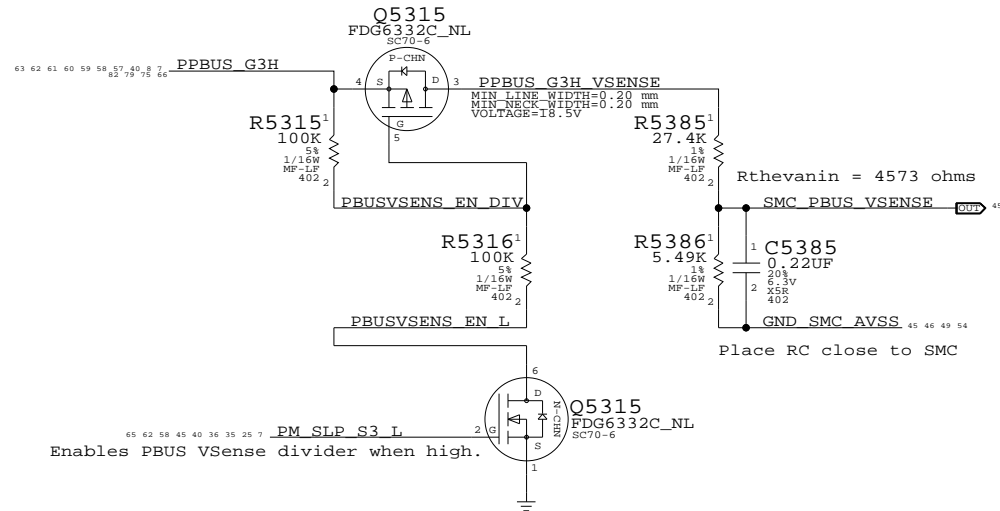 Q5315
FDG6332C_NL
SC70-6
P-CHN
63 62 61 60 59 58 57 40 8 7
82 79 75 66
PPBUS_G3H
4
S
D
3
G
5
PPBUS_G3H_VSENSE
MIN_LINE_WIDTH=0.20 mm
MIN_NECK_WIDTH=0.20 mm
VOLTAGE=18.5V
R5315
1
100K
5%
1/16W
MF-LF
402
2
R5385
1
27.4K
1%
1/16W
MF-LF
402
2
Rthevanin = 4573 ohms
PBUSVSENS_EN_DIV
SMC_PBUS_VSENSE
OUT
45
R5316
1
100K
5%
1/16W
MF-LF
402
2
R5386
1
5.49K
1%
1/16W
MF-LF
402
2
1
C5385
0.22UF
20%
6.3V
X5R
402
2
PBUSVSENS_EN_L
GND_SMC_AVSS
45 46 49 54
Place RC close to SMC
6
D
N-CHN
Q5315
FDG6332C_NL
SC70-6
65 62 58 45 40 36 35 25 7
PM_SLP_S3_L
2
G
S
1
Enables PBUS VSense divider when high.